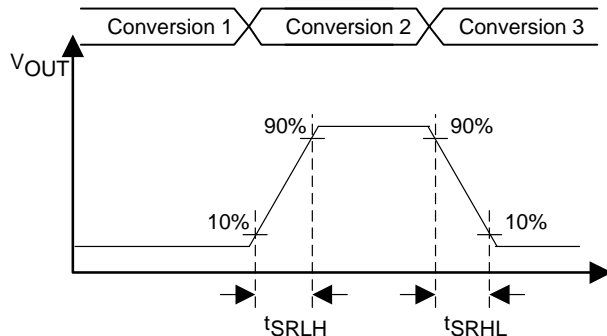 Conversion 1 Conversion 2 Conversion 3
VOUT
90% 90%
10% 10%
tSRLH tSRHL